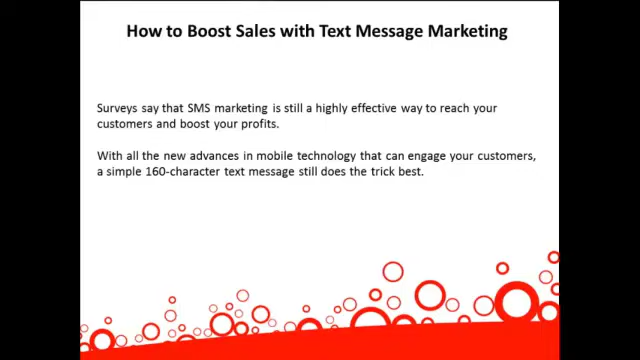 How to Boost Sales with Text Message Marketing
Surveys say that SMS marketing is still a highly effective way to reach your
customers and boost your profits.
With all the new advances in mobile technology that can engage your customers,
a simple 160-character text message still does the trick best.